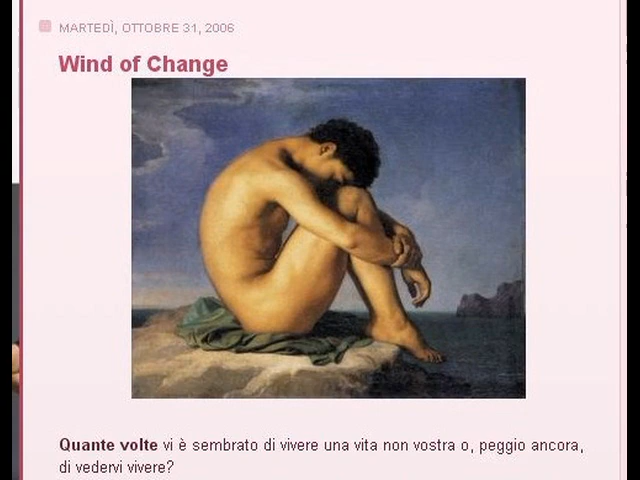 MARTEDÌ, OTTOBRE 31, 2006
Wind of Change
Quante volte vi è sembrato di vivere una vita non vostra o, peggio ancora,
di vedervi vivere?